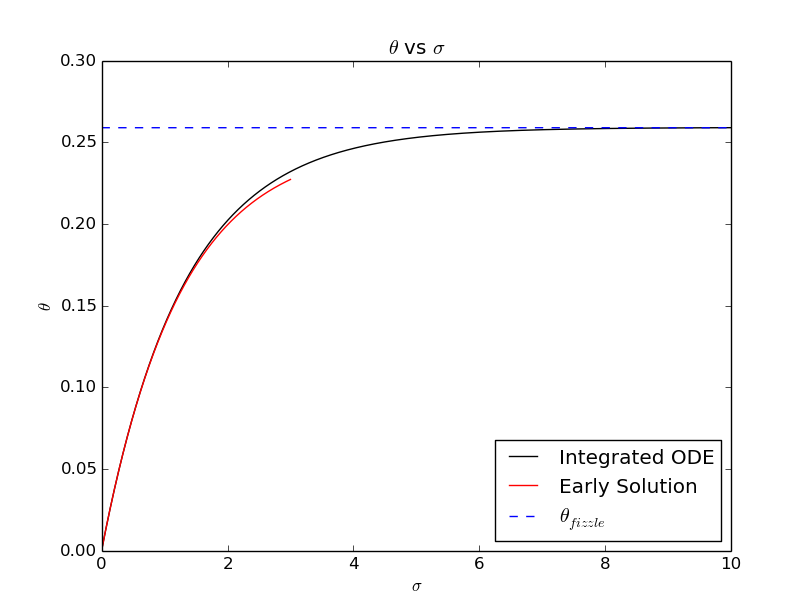 θ vs σ
0.30
0.25
0.20
0.15
0.10
0.05
0.00
θ
0 2 4 6 8 10
σ
Integrated ODE
Early Solution
θ_fizzle